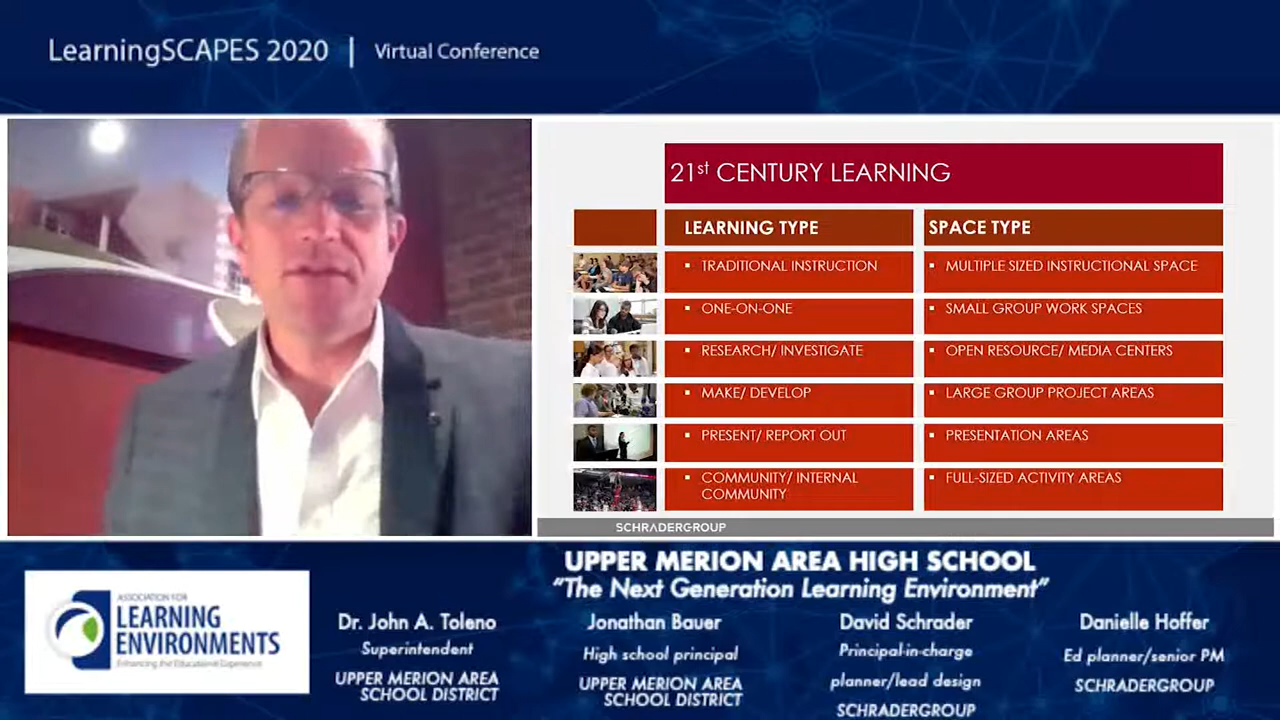 LearningSCAPES 2020 | Virtual Conference
21st CENTURY LEARNING
LEARNING TYPE
SPACE TYPE
▪ TRADITIONAL INSTRUCTION
▪ MULTIPLE SIZED INSTRUCTIONAL SPACE
▪ ONE-ON-ONE
▪ SMALL GROUP WORK SPACES
▪ RESEARCH/ INVESTIGATE
▪ OPEN RESOURCE/ MEDIA CENTERS
▪ MAKE/ DEVELOP
▪ LARGE GROUP PROJECT AREAS
▪ PRESENT/ REPORT OUT
▪ PRESENTATION AREAS
▪ COMMUNITY/ INTERNAL
COMMUNITY
▪ FULL-SIZED ACTIVITY AREAS
SCHRADERGROUP
ASSOCIATION FOR
LEARNING
ENVIRONMENTS
Enhancing the Educational Experience
UPPER MERION AREA HIGH SCHOOL
“The Next Generation Learning Environment”
Dr. John A. Toleno
Superintendent
UPPER MERION AREA
SCHOOL DISTRICT
Jonathan Bauer
High school principal
UPPER MERION AREA
SCHOOL DISTRICT
David Schrader
Principal-in-charge
planner/lead design
SCHRADERGROUP
Danielle Hoffer
Ed planner/senior PM
SCHRADERGROUP